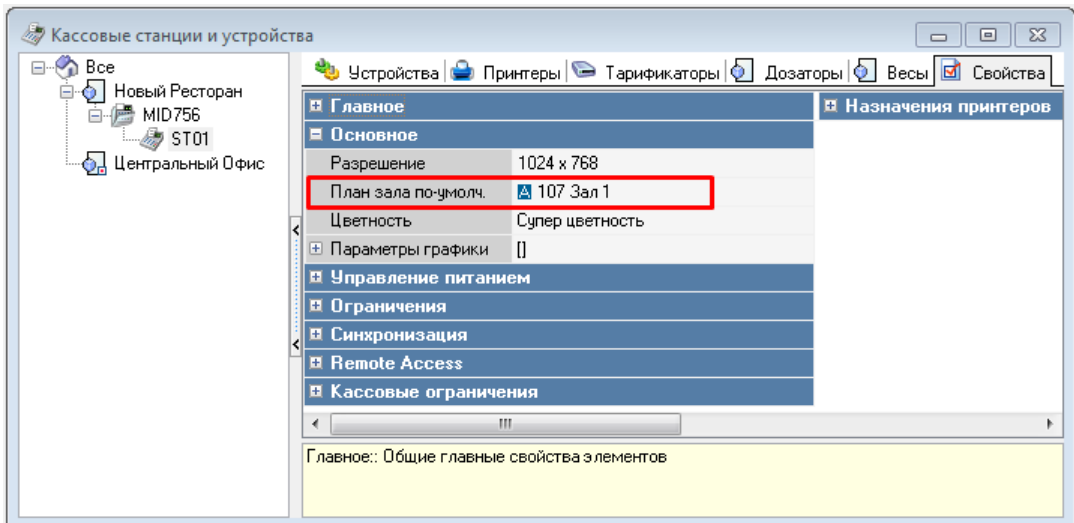 Кассовые станции и устройства
Все
Новый Ресторан
MID756
ST01
Центральный Офис
Устройства Принтеры Тарификаторы Дозаторы Весы Свойства
Главное
Основное
Разрешение 1024 x 768
План зала по-умолч. A 107 Зал 1
Цветность Супер цветность
Параметры графики []
Управление питанием
Ограничения
Синхронизация
Remote Access
Кассовые ограничения
Назначения принтеров
Главное:: Общие главные свойства элементов